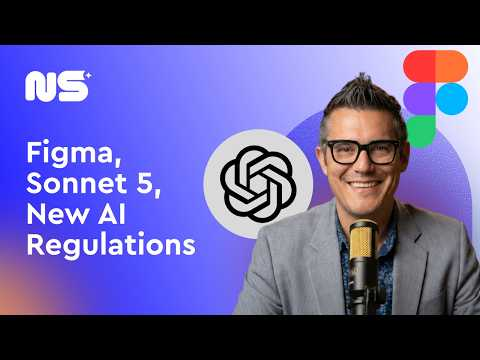 NS
Figma,
Sonnet 5,
New AI
Regulations